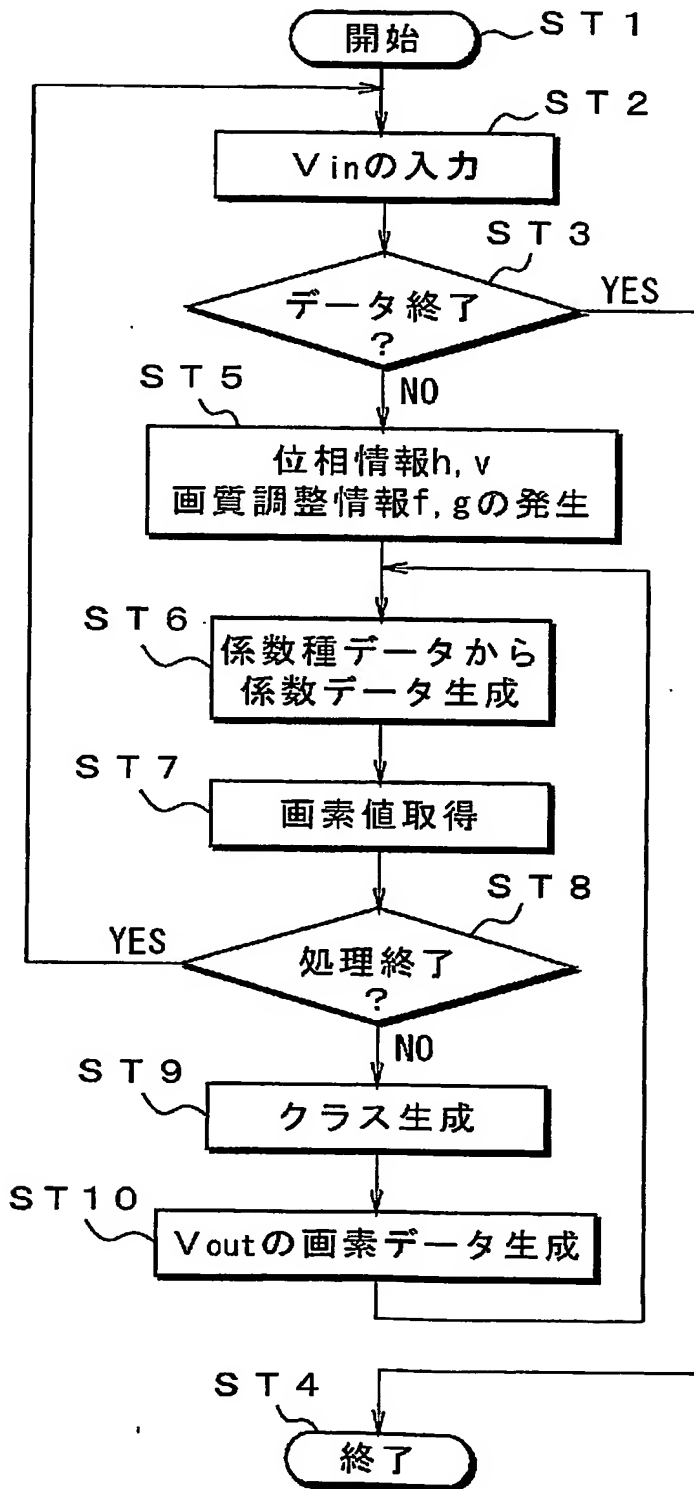 開始
ST1
ST2
Vinの入力
ST3
データ終了
?
YES
NO
ST5
位相情報h, v
画質調整情報f, gの発生
ST6
係数種データから
係数データ生成
ST7
画素値取得
ST8
YES
処理終了
?
NO
ST9
クラス生成
ST10
Voutの画素データ生成
ST4
終了